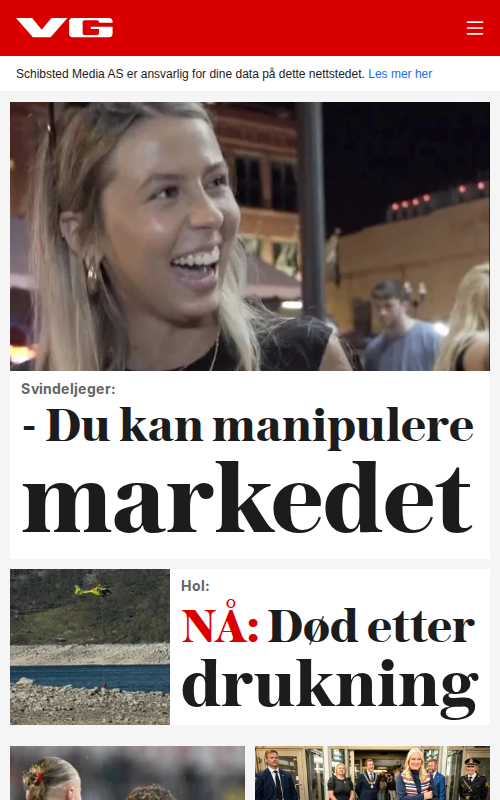 VG
Schibsted Media AS er ansvarlig for dine data på dette nettstedet. Les mer her
Svindeljeger:
- Du kan manipulere
markedet
Hol:
NÅ: Død etter
drukning